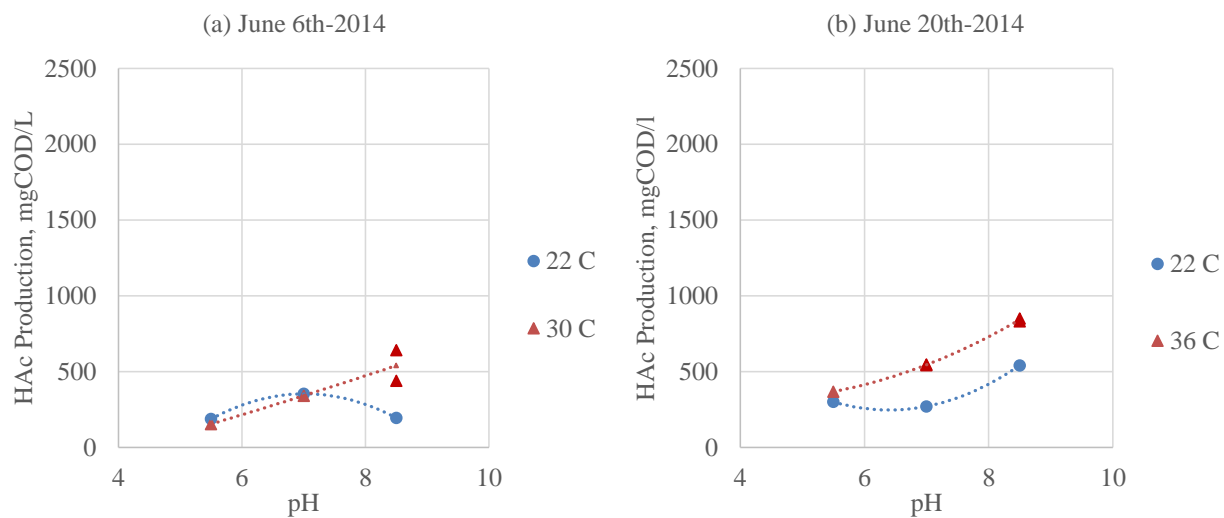 (a) June 6th-2014
2500
2000
1500
1000
500
0
4 6 8 10
HAc Production, mgCOD/L
pH
22 C
30 C
(b) June 20th-2014
2500
2000
1500
1000
500
0
4 6 8 10
HAc Production, mgCOD/l
pH
22 C
36 C